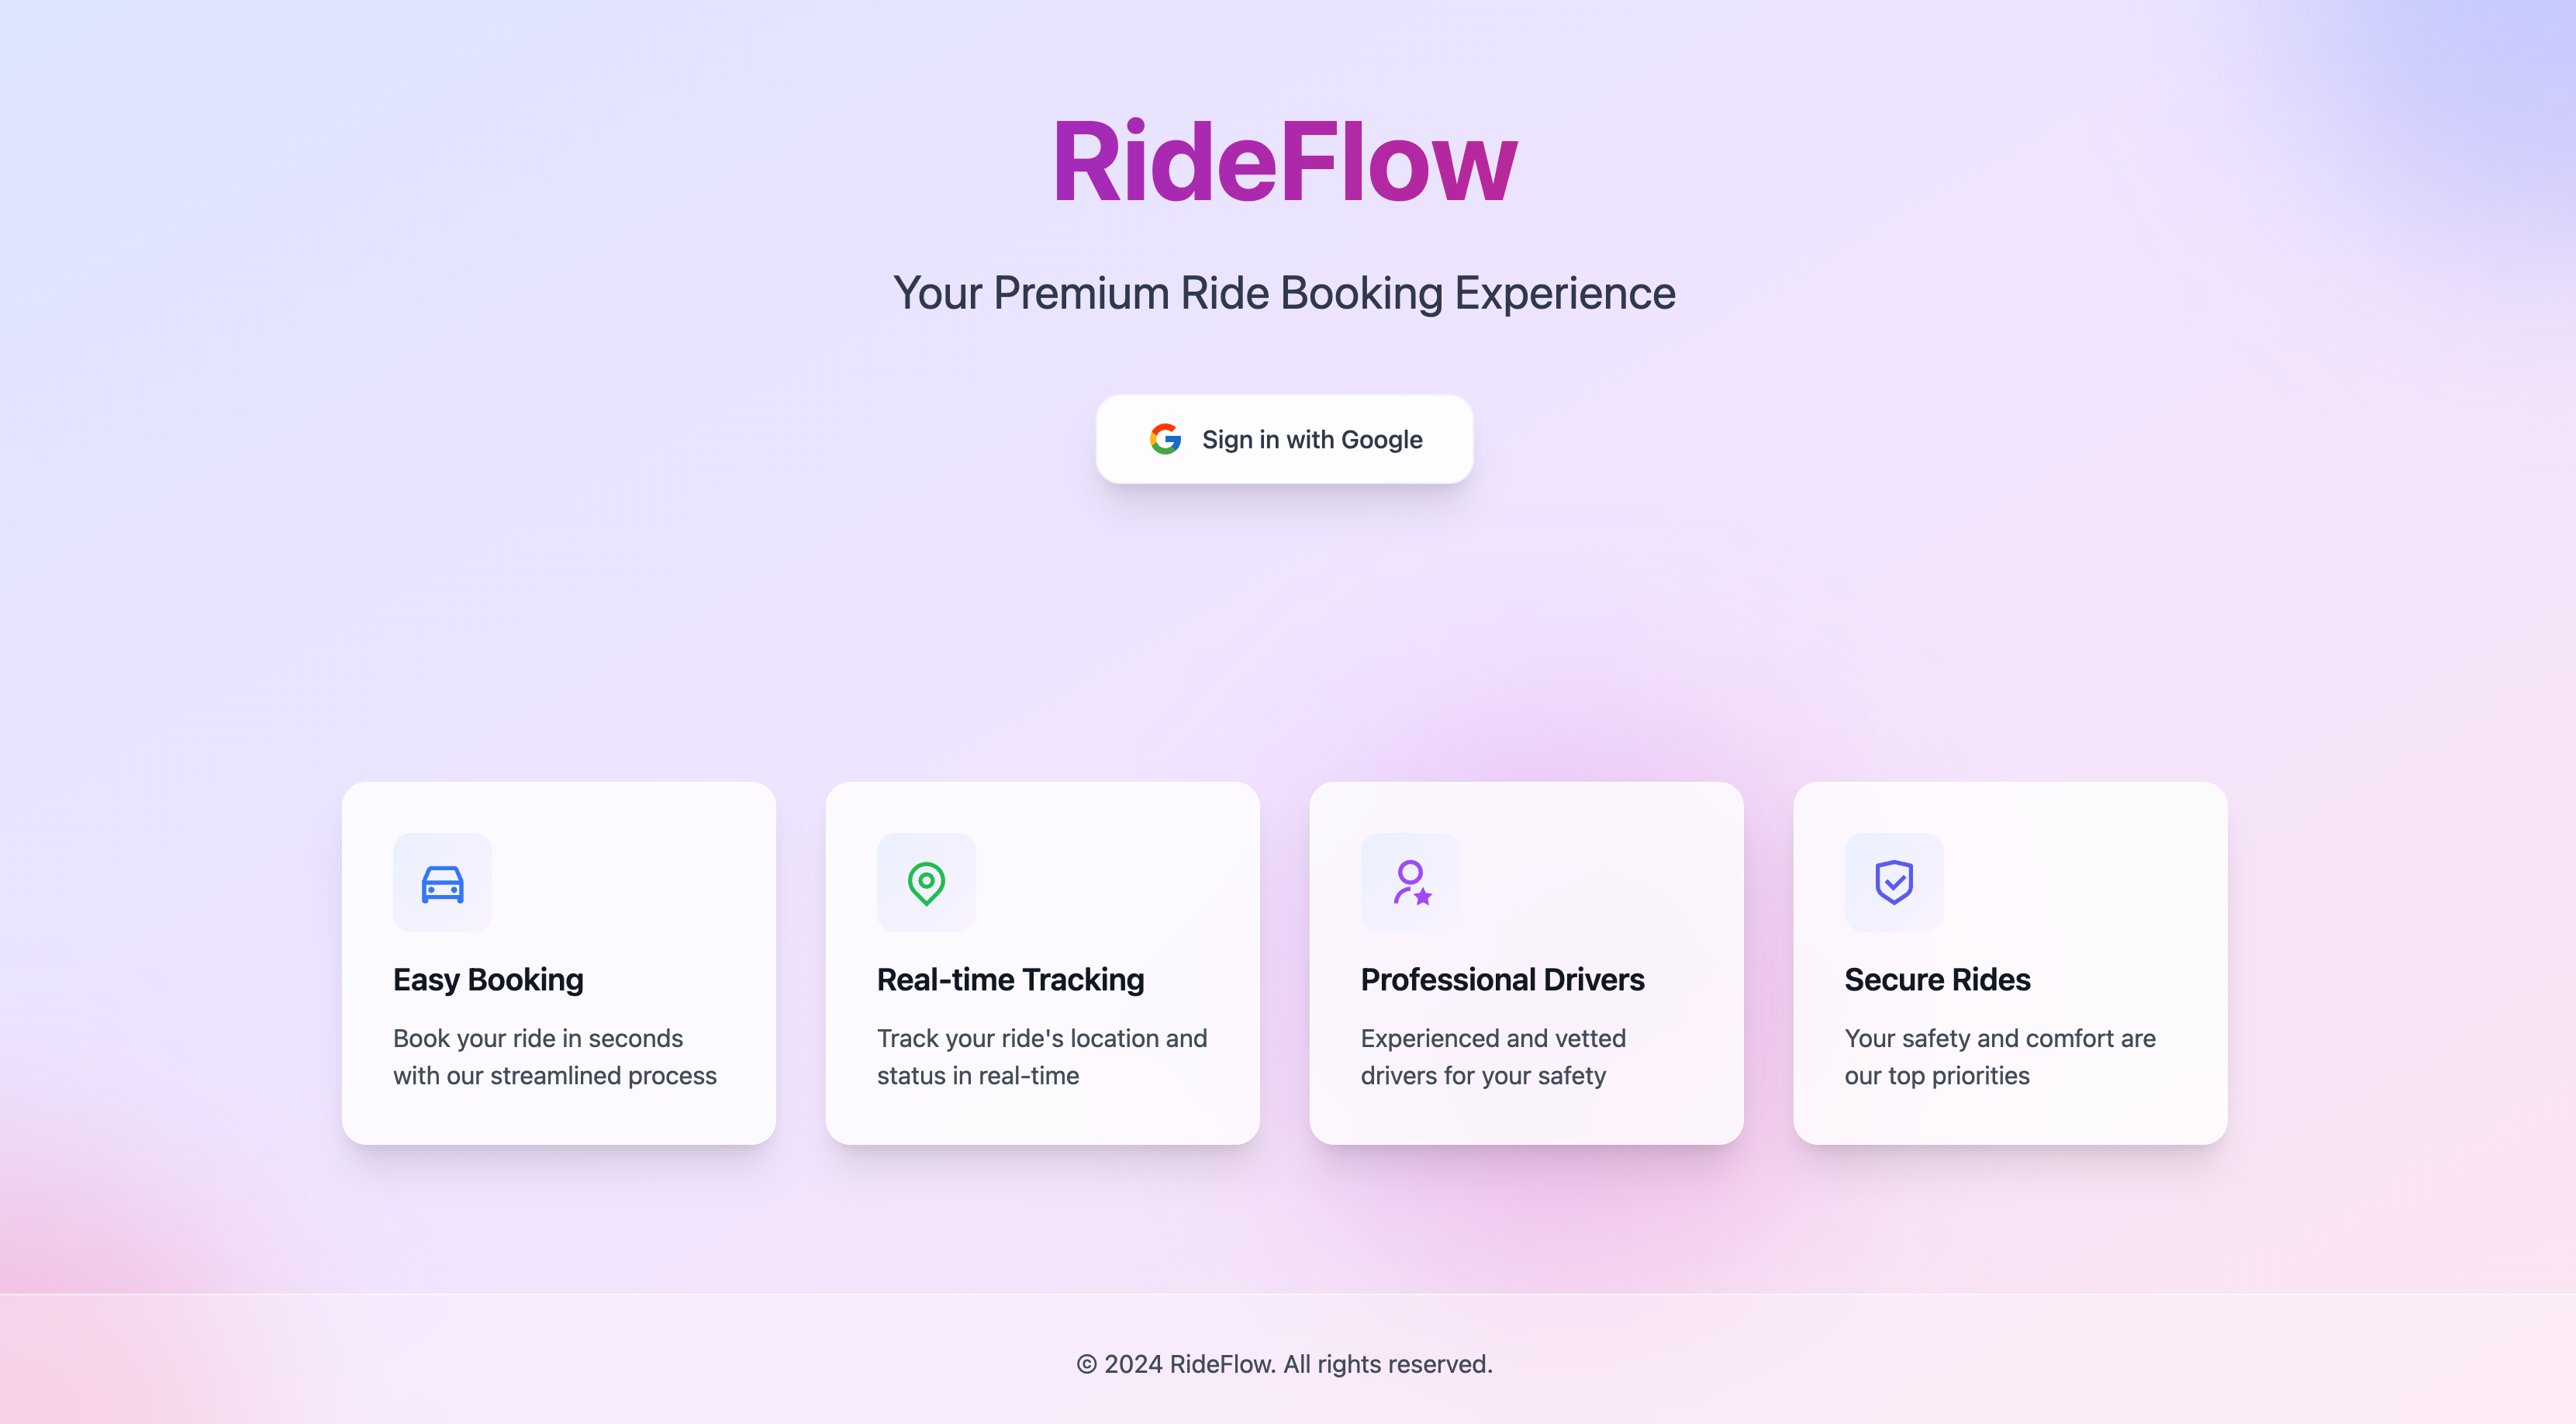 RideFlow
Your Premium Ride Booking Experience
Sign in with Google
Easy Booking
Book your ride in seconds
with our streamlined process
Real-time Tracking
Track your ride's location and
status in real-time
Professional Drivers
Experienced and vetted
drivers for your safety
Secure Rides
Your safety and comfort are
our top priorities
© 2024 RideFlow. All rights reserved.